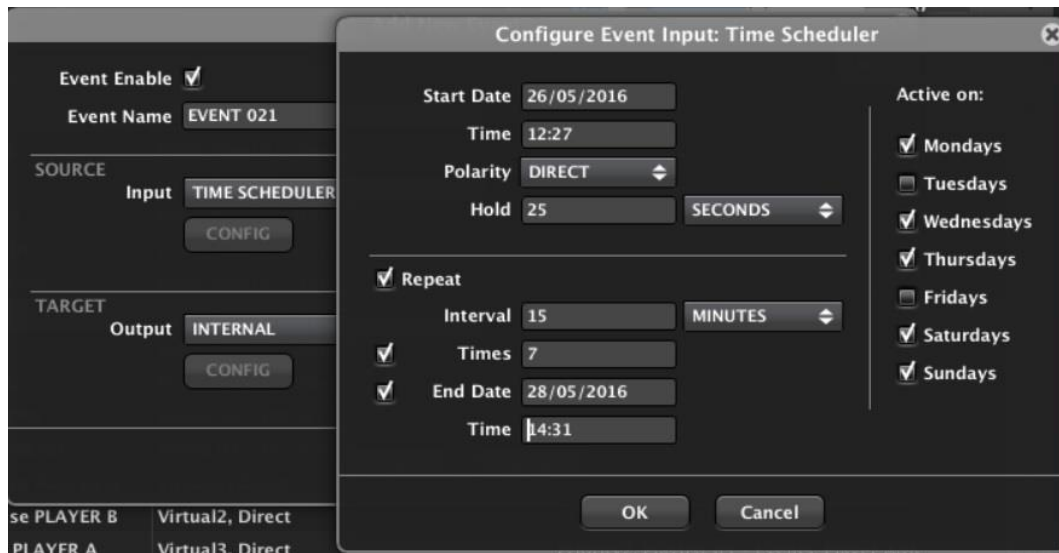 Configure Event Input: Time Scheduler
Event Enable
Event Name EVENT 021
SOURCE
Input TIME SCHEDULER
CONFIG
TARGET
Output INTERNAL
CONFIG
Start Date 26/05/2016
Time 12:27
Polarity DIRECT
Hold 25 SECONDS
Repeat
Interval 15 MINUTES
Times 7
End Date 28/05/2016
Time 14:31
Active on:
Mondays
Tuesdays
Wednesdays
Thursdays
Fridays
Saturdays
Sundays
OK Cancel
se PLAYER B Virtual2, Direct
PLAYER A Virtual3, Direct